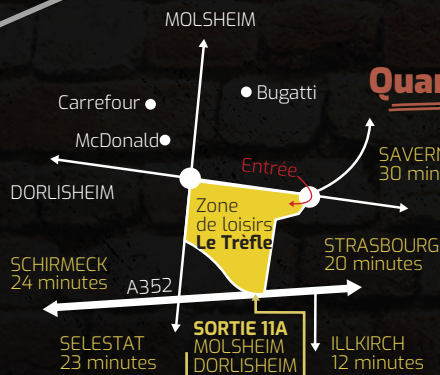 MOLSHEIM
Bugatti
Carrefour
McDonald
Quar
Entrée
SAVERN
30 min
DORLISHEIM
Zone
de loisirs
Le Trèfle
STRASBOURG
20 minutes
SCHIRMECK
24 minutes
A352
SORTIE 11A
MOLSHEIM
DORLISHEIM
SELESTAT
23 minutes
ILLKIRCH
12 minutes